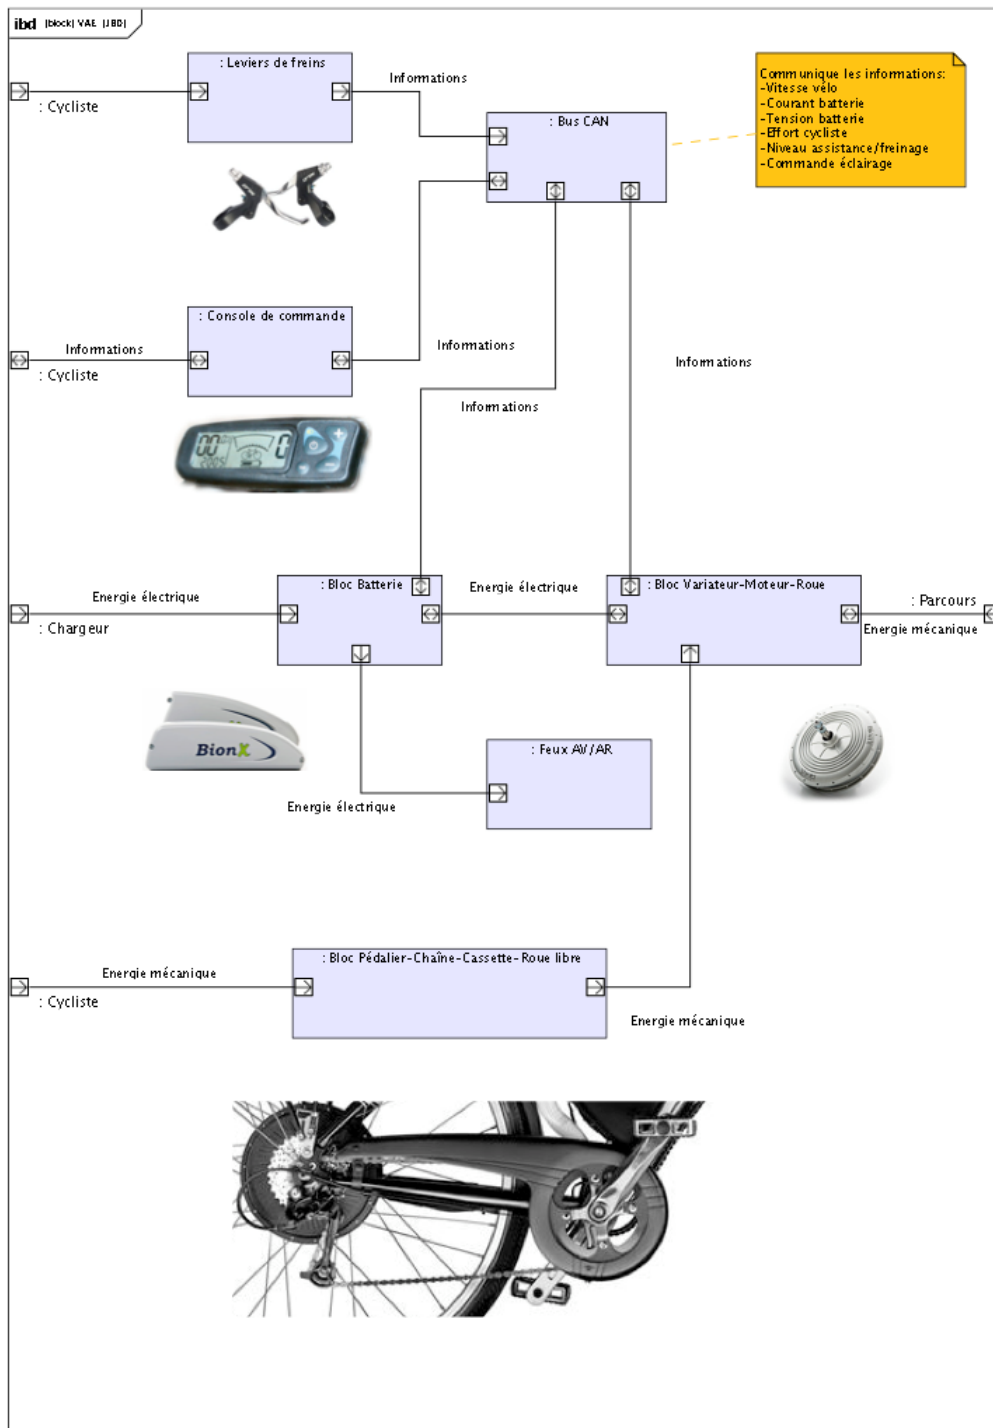 ibd [block] VAE [IBD]
: Leviers de freins
Informations
: Cycliste
: Bus CAN
Communique les informations:
-Vitesse vélo
-Courant batterie
-Tension batterie
-Effort cycliste
-Niveau assistance/freinage
-Commande éclairage
: Console de commande
Informations
: Cycliste
Informations
Informations
Informations
: Bloc Batterie
Energie électrique
: Chargeur
Energie électrique
: Bloc Variateur-Moteur-Roue
: Parcours
Energie mécanique
BionX
: Feux AV/AR
Energie électrique
: Bloc Pédalier-Chaîne-Cassette-Roue libre
Energie mécanique
: Cycliste
Energie mécanique